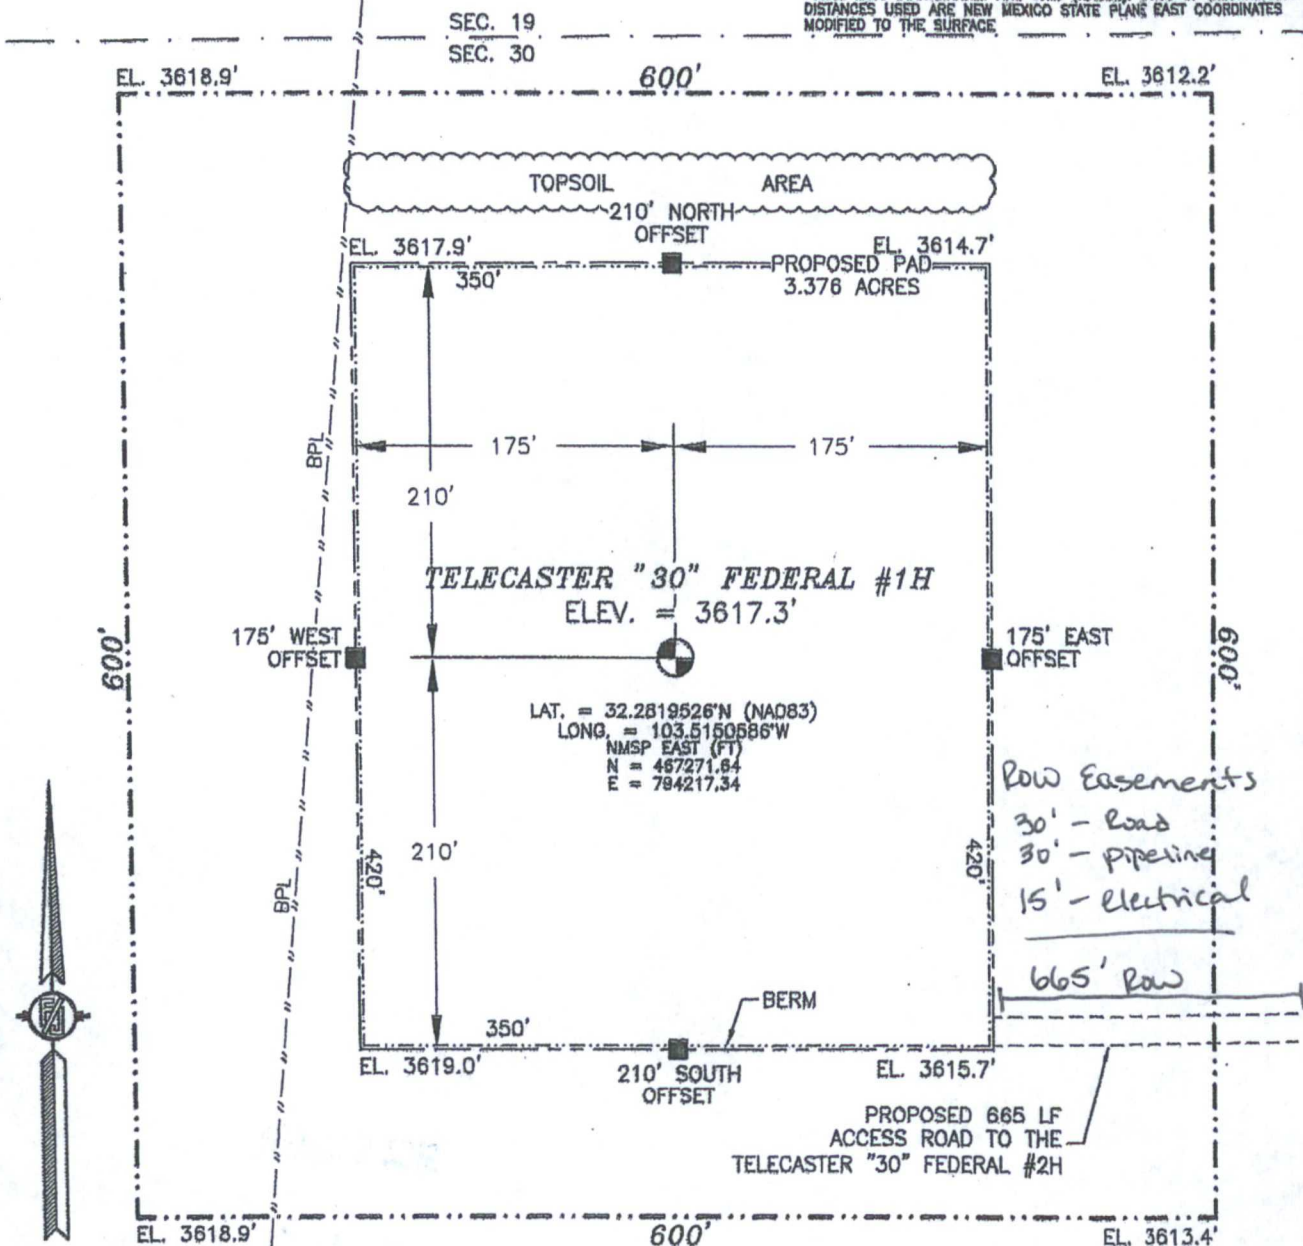 DISTANCES USED ARE NEW MEXICO STATE PLANE EAST COORDINATES
MODIFIED TO THE SURFACE
SEC. 19
SEC. 30
EL. 3618.9'
600'
EL. 3612.2'
TOPSOIL AREA
210' NORTH
OFFSET
EL. 3617.9'
EL. 3614.7'
350'
PROPOSED PAD
3.376 ACRES
175'
175'
BPL
210'
TELECASTER "30" FEDERAL #1H
ELEV. = 3617.3'
600'
175' WEST
OFFSET
175' EAST
OFFSET
600'
LAT. = 32.2819526°N (NAD83)
LONG. = 103.5150586°W
NMSP EAST (FT)
N = 467271.64
E = 794217.34
ROW Easements
30' - Road
30' - pipeline
15' - electrical
210'
420'
420'
BPL
665' ROW
BERM
350'
EL. 3619.0'
210' SOUTH
OFFSET
EL. 3615.7'
PROPOSED 665 LF
ACCESS ROAD TO THE
TELECASTER "30" FEDERAL #2H
EL. 3618.9'
600'
EL. 3613.4'